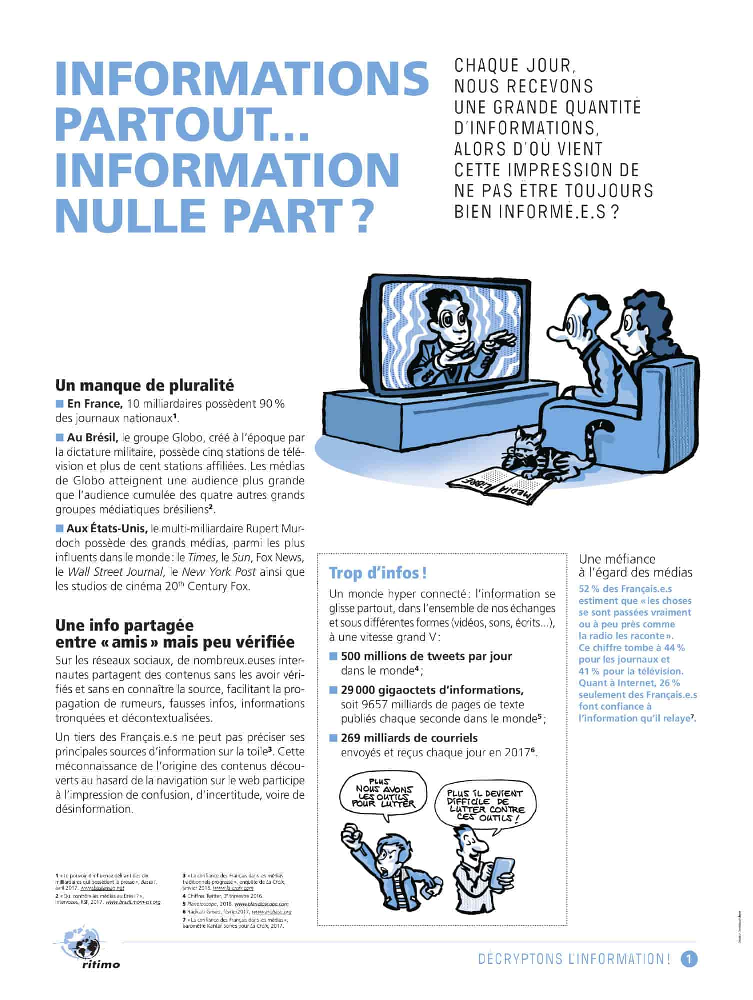 INFORMATIONS
PARTOUT...
INFORMATION
NULLE PART ?
CHAQUE JOUR,
NOUS RECEVONS
UNE GRANDE QUANTITÉ
D'INFORMATIONS,
ALORS D'OÙ VIENT
CETTE IMPRESSION DE
NE PAS ËTRE TOUJOURS
BIEN INFORMÉ.E.S ?
MEDIA LIBRE
Un manque de pluralité
■ En France, 10 milliardaires possèdent 90 %
des journaux nationaux¹.
■ Au Brésil, le groupe Globo, créé à l'époque par
la dictature militaire, possède cinq stations de télé-
vision et plus de cent stations affiliées. Les médias
de Globo atteignent une audience plus grande
que l'audience cumulée des quatre autres grands
groupes médiatiques brésiliens².
■ Aux États-Unis, le multi-milliardaire Rupert Mur-
doch possède des grands médias, parmi les plus
influents dans le monde : le Times, le Sun, Fox News,
le Wall Street Journal, le New York Post ainsi que
les studios de cinéma 20th Century Fox.
Une info partagée
entre « amis » mais peu vérifiée
Sur les réseaux sociaux, de nombreux.euses inter-
nautes partagent des contenus sans les avoir véri-
fiés et sans en connaître la source, facilitant la pro-
pagation de rumeurs, fausses infos, informations
tronquées et décontextualisées.
Un tiers des Français.e.s ne peut pas préciser ses
principales sources d'information sur la toile³. Cette
méconnaissance de l'origine des contenus décou-
verts au hasard de la navigation sur le web participe
à l'impression de confusion, d'incertitude, voire de
désinformation.
Trop d'infos !
Un monde hyper connecté : l'information se
glisse partout, dans l'ensemble de nos échanges
et sous différentes formes (vidéos, sons, écrits...),
à une vitesse grand V :
■ 500 millions de tweets par jour
dans le monde⁴ ;
■ 29 000 gigaoctets d'informations,
soit 9657 milliards de pages de texte
publiés chaque seconde dans le monde⁵ ;
■ 269 milliards de courriels
envoyés et reçus chaque jour en 2017⁶.
PLUS
NOUS AVONS
LES OUTILS
POUR LUTTER
PLUS IL DEVIENT
DIFFICILE DE
LUTTER CONTRE
CES OUTILS !
Une méfiance
à l'égard des médias
52 % des Français.e.s
estiment que « les choses
se sont passées vraiment
ou à peu près comme
la radio les raconte ».
Ce chiffre tombe à 44 %
pour les journaux et
41 % pour la télévision.
Quant à Internet, 26 %
seulement des Français.e.s
font confiance à
l'information qu'il relaye⁷.
1 « Le pouvoir d'influence délirant des dix
milliardaires qui possèdent la presse », Basta !,
avril 2017. www.bastamag.net
2 « Qui contrôle les médias au Brésil ? »,
Intervozes, RSF, 2017. www.brazil.mom-rsf.org
3 « La confiance des Français dans les médias
traditionnels progresse », enquête de La Croix,
janvier 2018. www.la-croix.com
4 Chiffres Twitter, 3e trimestre 2016.
5 Planetoscope, 2018. www.planetoscope.com
6 Radicati Group, février2017, www.arobase.org
7 « La confiance des Français dans les médias »,
baromètre Kantar Sofres pour La Croix, 2017.
ritimo
DÉCRYPTONS L'INFORMATION !
1
Dessins : Dominique Meyer